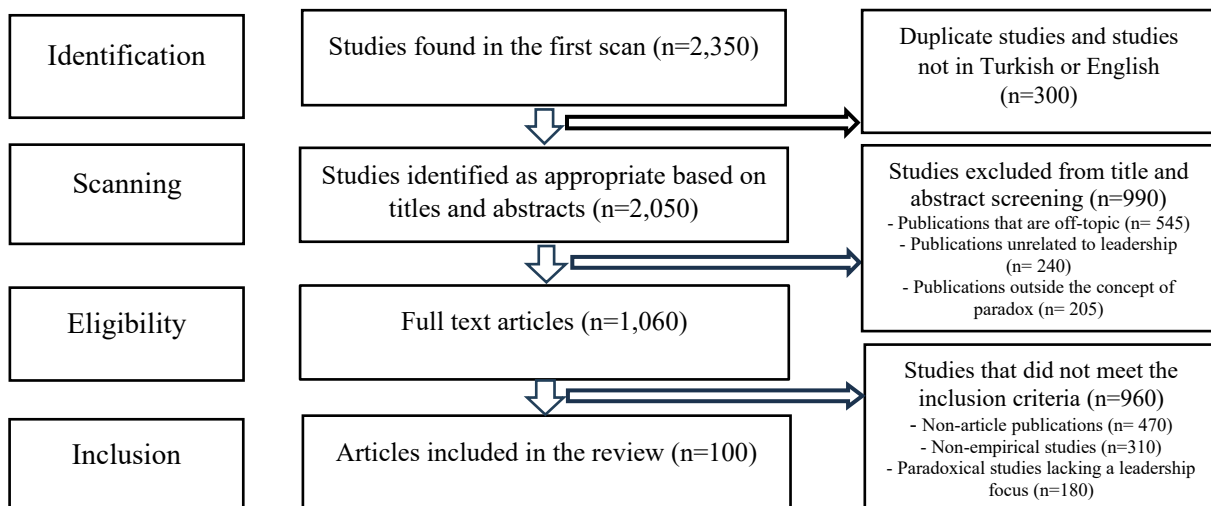 Identification
Studies found in the first scan (n=2,350)
Duplicate studies and studies
not in Turkish or English
(n=300)
Scanning
Studies identified as appropriate based on
titles and abstracts (n=2,050)
Studies excluded from title and
abstract screening (n=990)
- Publications that are off-topic (n= 545)
- Publications unrelated to leadership
(n= 240)
- Publications outside the concept of
paradox (n= 205)
Eligibility
Full text articles (n=1,060)
Studies that did not meet the
inclusion criteria (n=960)
- Non-article publications (n= 470)
- Non-empirical studies (n=310)
- Paradoxical studies lacking a leadership
focus (n=180)
Inclusion
Articles included in the review (n=100)